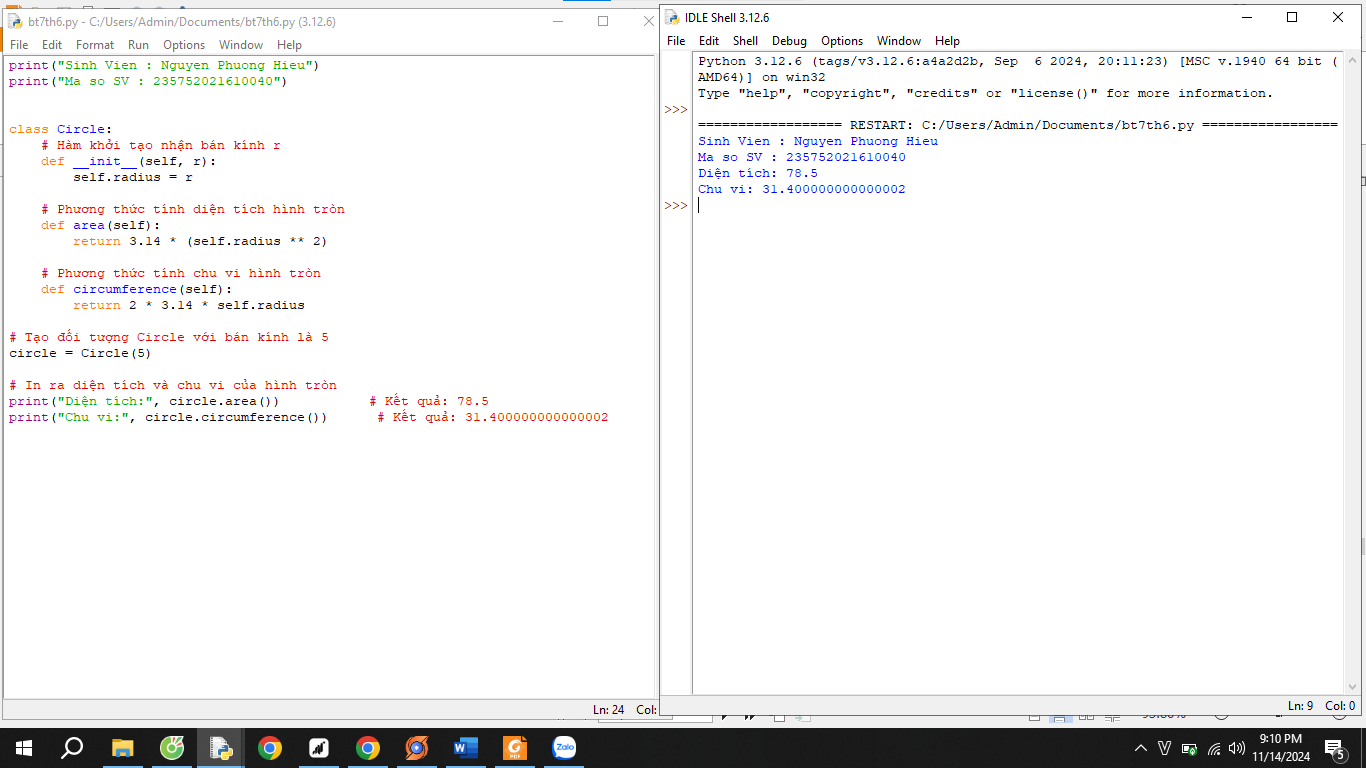 bt7th6.py - C:/Users/Admin/Documents/bt7th6.py (3.12.6)
File Edit Format Run Options Window Help
print("Sinh Vien : Nguyen Phuong Hieu")
print("Ma so SV : 235752021610040")
class Circle:
    # Hàm khởi tạo nhận bán kính r
    def __init__(self, r):
        self.radius = r
    # Phương thức tính diện tích hình tròn
    def area(self):
        return 3.14 * (self.radius ** 2)
    # Phương thức tính chu vi hình tròn
    def circumference(self):
        return 2 * 3.14 * self.radius
# Tạo đối tượng Circle với bán kính là 5
circle = Circle(5)
# In ra diện tích và chu vi của hình tròn
print("Diện tích:", circle.area())           # Kết quả: 78.5
print("Chu vi:", circle.circumference())      # Kết quả: 31.400000000000002
Ln: 24 Col:
IDLE Shell 3.12.6
File Edit Shell Debug Options Window Help
Python 3.12.6 (tags/v3.12.6:a4a2d2b, Sep  6 2024, 20:11:23) [MSC v.1940 64 bit (
AMD64)] on win32
Type "help", "copyright", "credits" or "license()" for more information.
>>>
================== RESTART: C:/Users/Admin/Documents/bt7th6.py =================
Sinh Vien : Nguyen Phuong Hieu
Ma so SV : 235752021610040
Diện tích: 78.5
Chu vi: 31.400000000000002
>>>
Ln: 9 Col: 0
W
PDF
Zalo
V
9:10 PM
11/14/2024
5